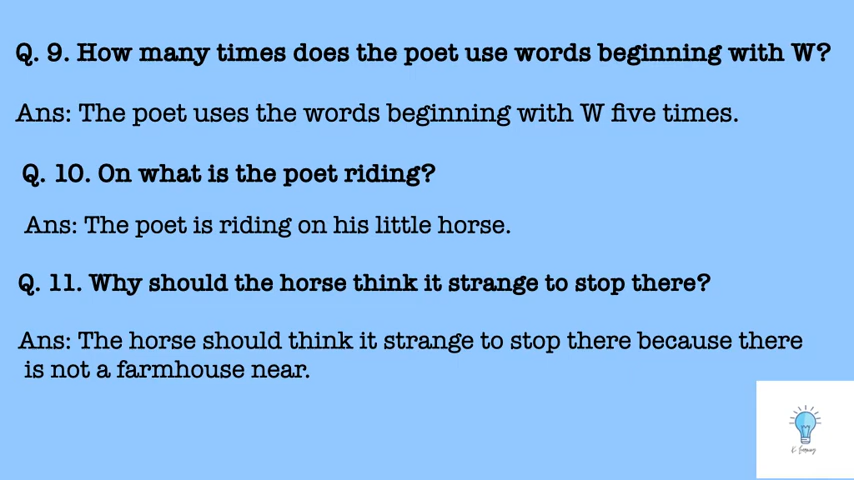 Q. 9. How many times does the poet use words beginning with W?
Ans: The poet uses the words beginning with W five times.
Q. 10. On what is the poet riding?
Ans: The poet is riding on his little horse.
Q. 11. Why should the horse think it strange to stop there?
Ans: The horse should think it strange to stop there because there
is not a farmhouse near.